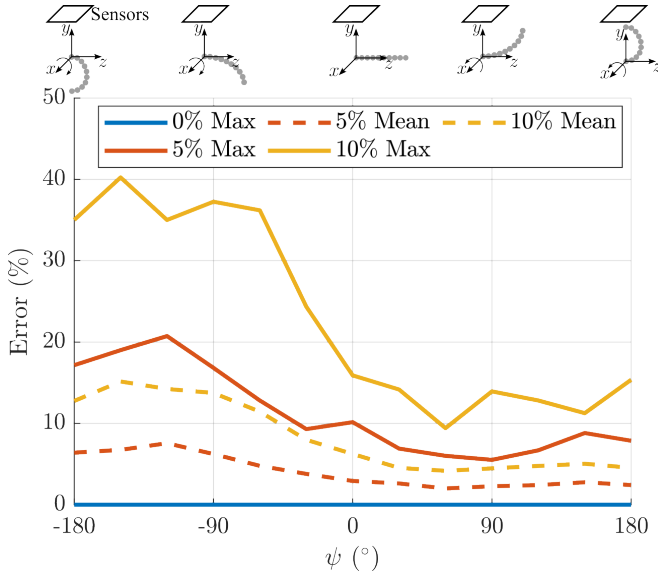 Sensors
y y y y y
x z x z x z x z x z
50
0% Max 5% Mean 10% Mean
5% Max 10% Max
40
30
20
10
0
Error (%)
-180 -90 0 90 180
ψ (°)